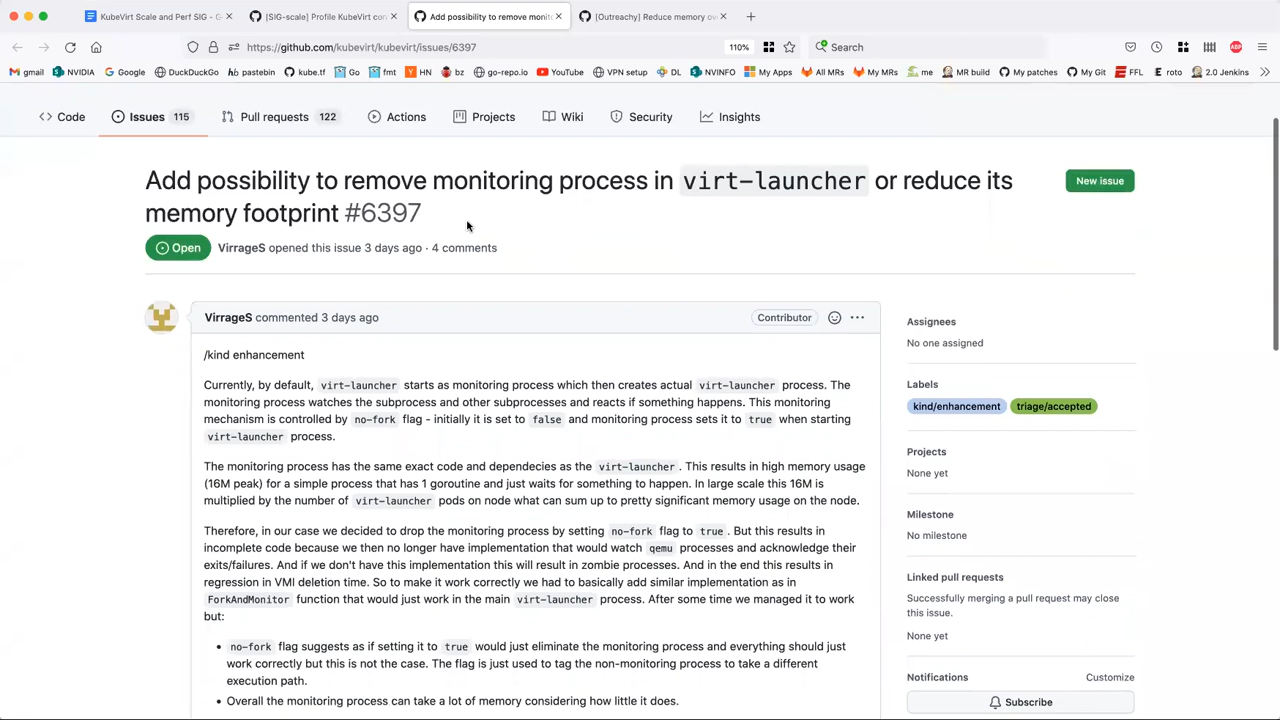 KubeVirt Scale and Perf SIG - G
[SIG-scale] Profile KubeVirt con
Add possibility to remove monito
[Outreachy] Reduce memory ov
https://github.com/kubevirt/kubevirt/issues/6397
110%
Search
gmail NVIDIA Google DuckDuckGo pastebin kube.tf Go fmt HN bz go-repo.io YouTube VPN setup DL NVINFO My Apps All MRs My MRs me MR build My patches My Git FFL roto 2.0 Jenkins
Code Issues 115 Pull requests 122 Actions Projects Wiki Security Insights
Add possibility to remove monitoring process in virt-launcher or reduce its
memory footprint #6397
New issue
Open VirrageS opened this issue 3 days ago · 4 comments
VirrageS commented 3 days ago
Contributor
/kind enhancement
Currently, by default, virt-launcher starts as monitoring process which then creates actual virt-launcher process. The
monitoring process watches the subprocess and other subprocesses and reacts if something happens. This monitoring
mechanism is controlled by no-fork flag - initially it is set to false and monitoring process sets it to true when starting
virt-launcher process.
The monitoring process has the same exact code and dependecies as the virt-launcher. This results in high memory usage
(16M peak) for a simple process that has 1 goroutine and just waits for something to happen. In large scale this 16M is
multiplied by the number of virt-launcher pods on node what can sum up to pretty significant memory usage on the node.
Therefore, in our case we decided to drop the monitoring process by setting no-fork flag to true. But this results in
incomplete code because we then no longer have implementation that would watch qemu processes and acknowledge their
exits/failures. And if we don't have this implementation this will result in zombie processes. And in the end this results in
regression in VMI deletion time. So to make it work correctly we had to basically add similar implementation as in
ForkAndMonitor function that would just work in the main virt-launcher process. After some time we managed it to work
but:
• no-fork flag suggests as if setting it to true would just eliminate the monitoring process and everything should just
work correctly but this is not the case. The flag is just used to tag the non-monitoring process to take a different
execution path.
• Overall the monitoring process can take a lot of memory considering how little it does.
Assignees
No one assigned
Labels
kind/enhancement triage/accepted
Projects
None yet
Milestone
No milestone
Linked pull requests
Successfully merging a pull request may close
this issue.
None yet
Notifications Customize
Subscribe